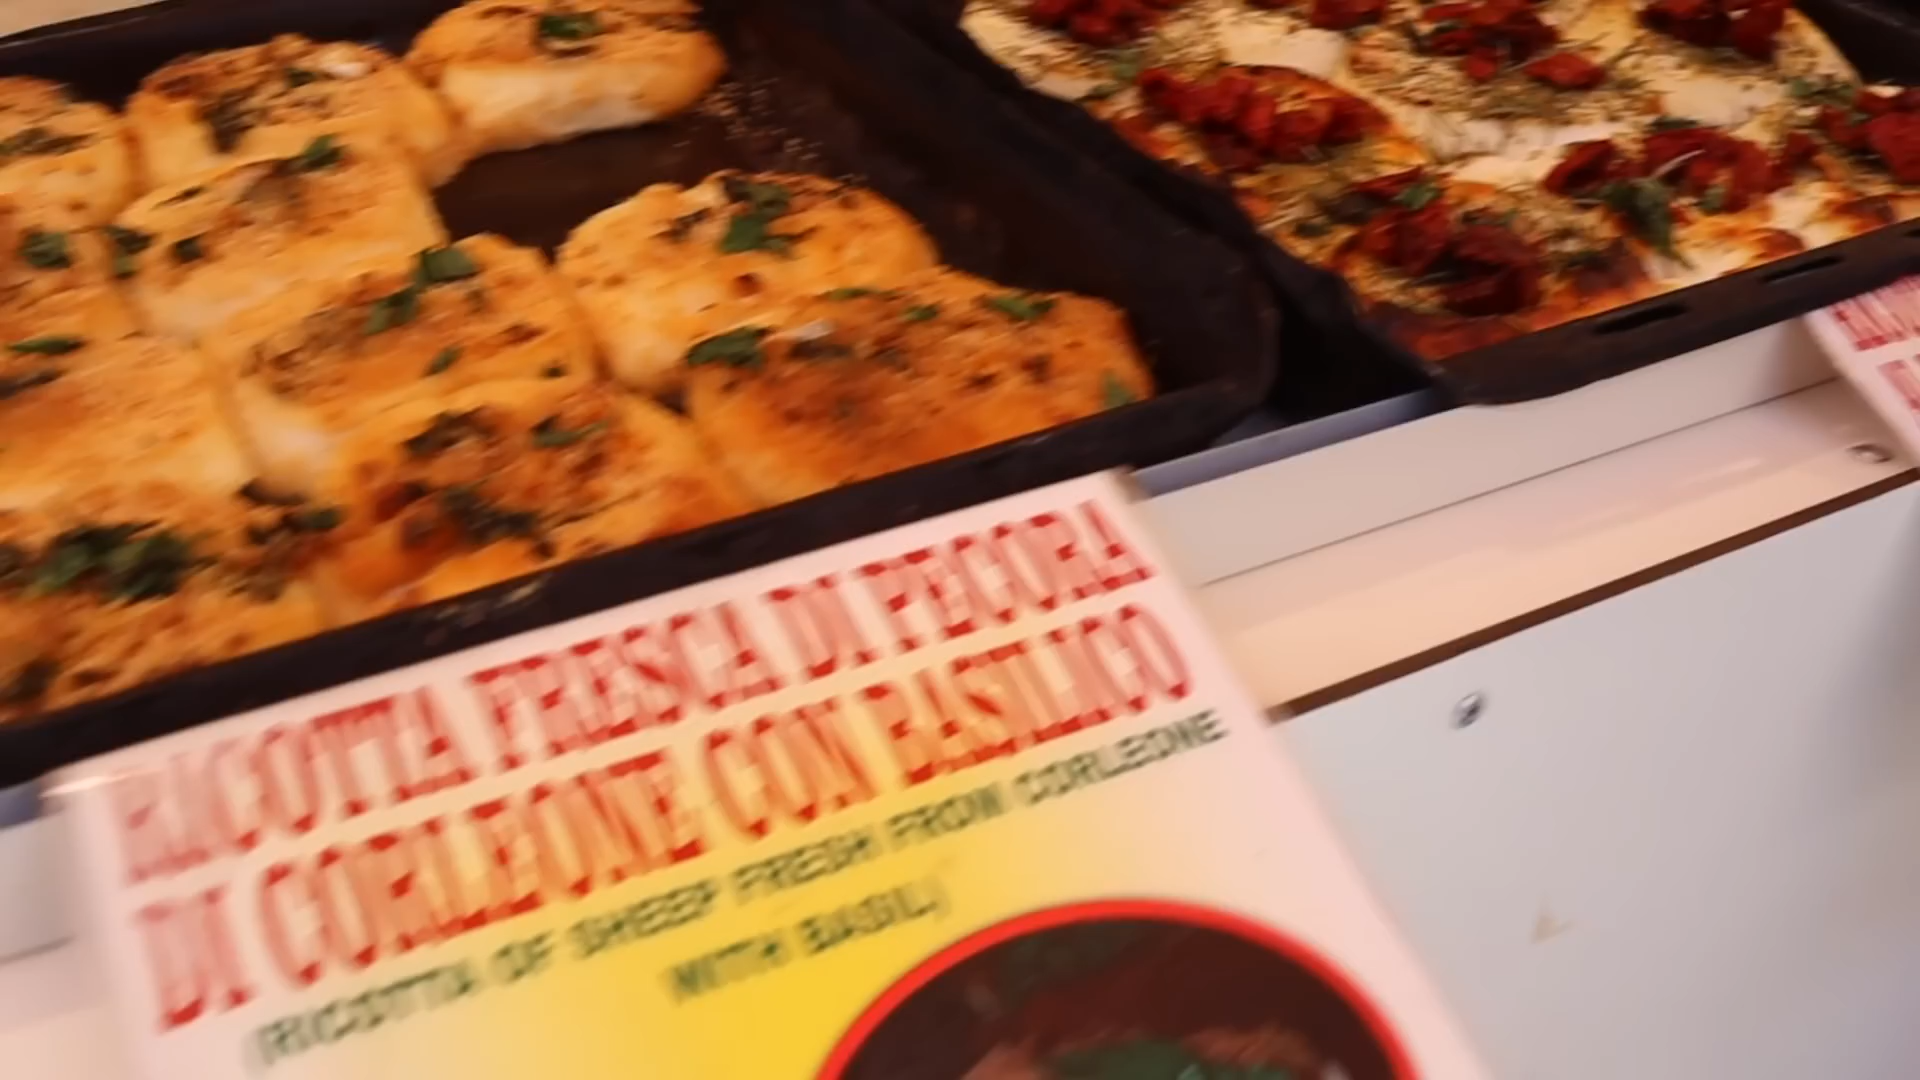 RICOTTA FRESCA DI PECORA
DI CORLEONE CON BASILICO
(RICOTTA OF SHEEP FRESH FROM CORLEONE
WITH BASIL)